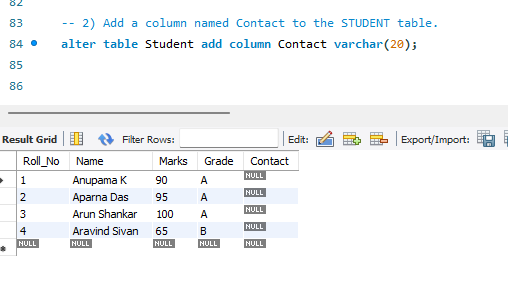 82
83 -- 2) Add a column named Contact to the STUDENT table.
84 alter table Student add column Contact varchar(20);
85
86
Result Grid Filter Rows: Edit: Export/Import:
Roll_No Name Marks Grade Contact
1 Anupama K 90 A NULL
2 Aparna Das 95 A NULL
3 Arun Shankar 100 A NULL
4 Aravind Sivan 65 B NULL
NULL NULL NULL NULL NULL